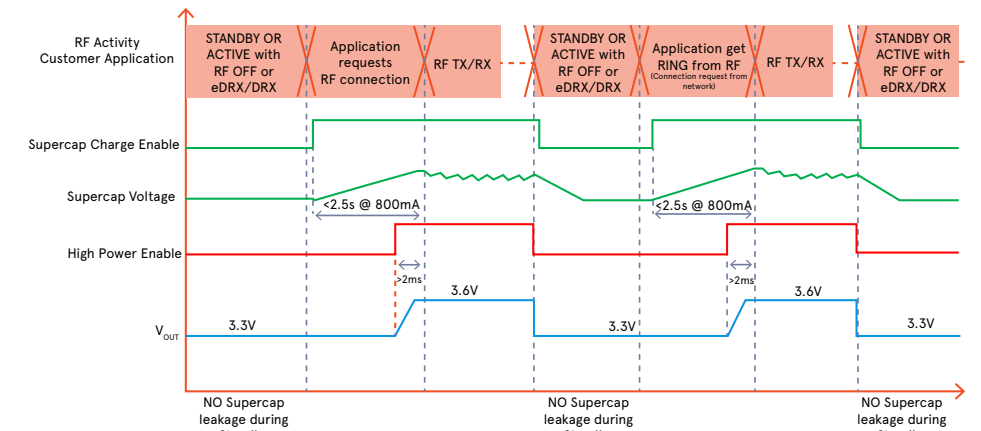 RF Activity
Customer Application
STANDBY OR
ACTIVE with
RF OFF or
eDRX/DRX
Application
requests
RF connection
RF TX/RX
STANDBY OR
ACTIVE with
RF OFF or
eDRX/DRX
Application get
RING from RF
(Connection request from
network)
RF TX/RX
STANDBY OR
ACTIVE with
RF OFF or
eDRX/DRX
Supercap Charge Enable
Supercap Voltage
<2.5s @ 800mA
<2.5s @ 800mA
High Power Enable
>2ms
>2ms
VOUT
3.3V
3.6V
3.3V
3.6V
3.3V
NO Supercap
leakage during
NO Supercap
leakage during
NO Supercap
leakage during